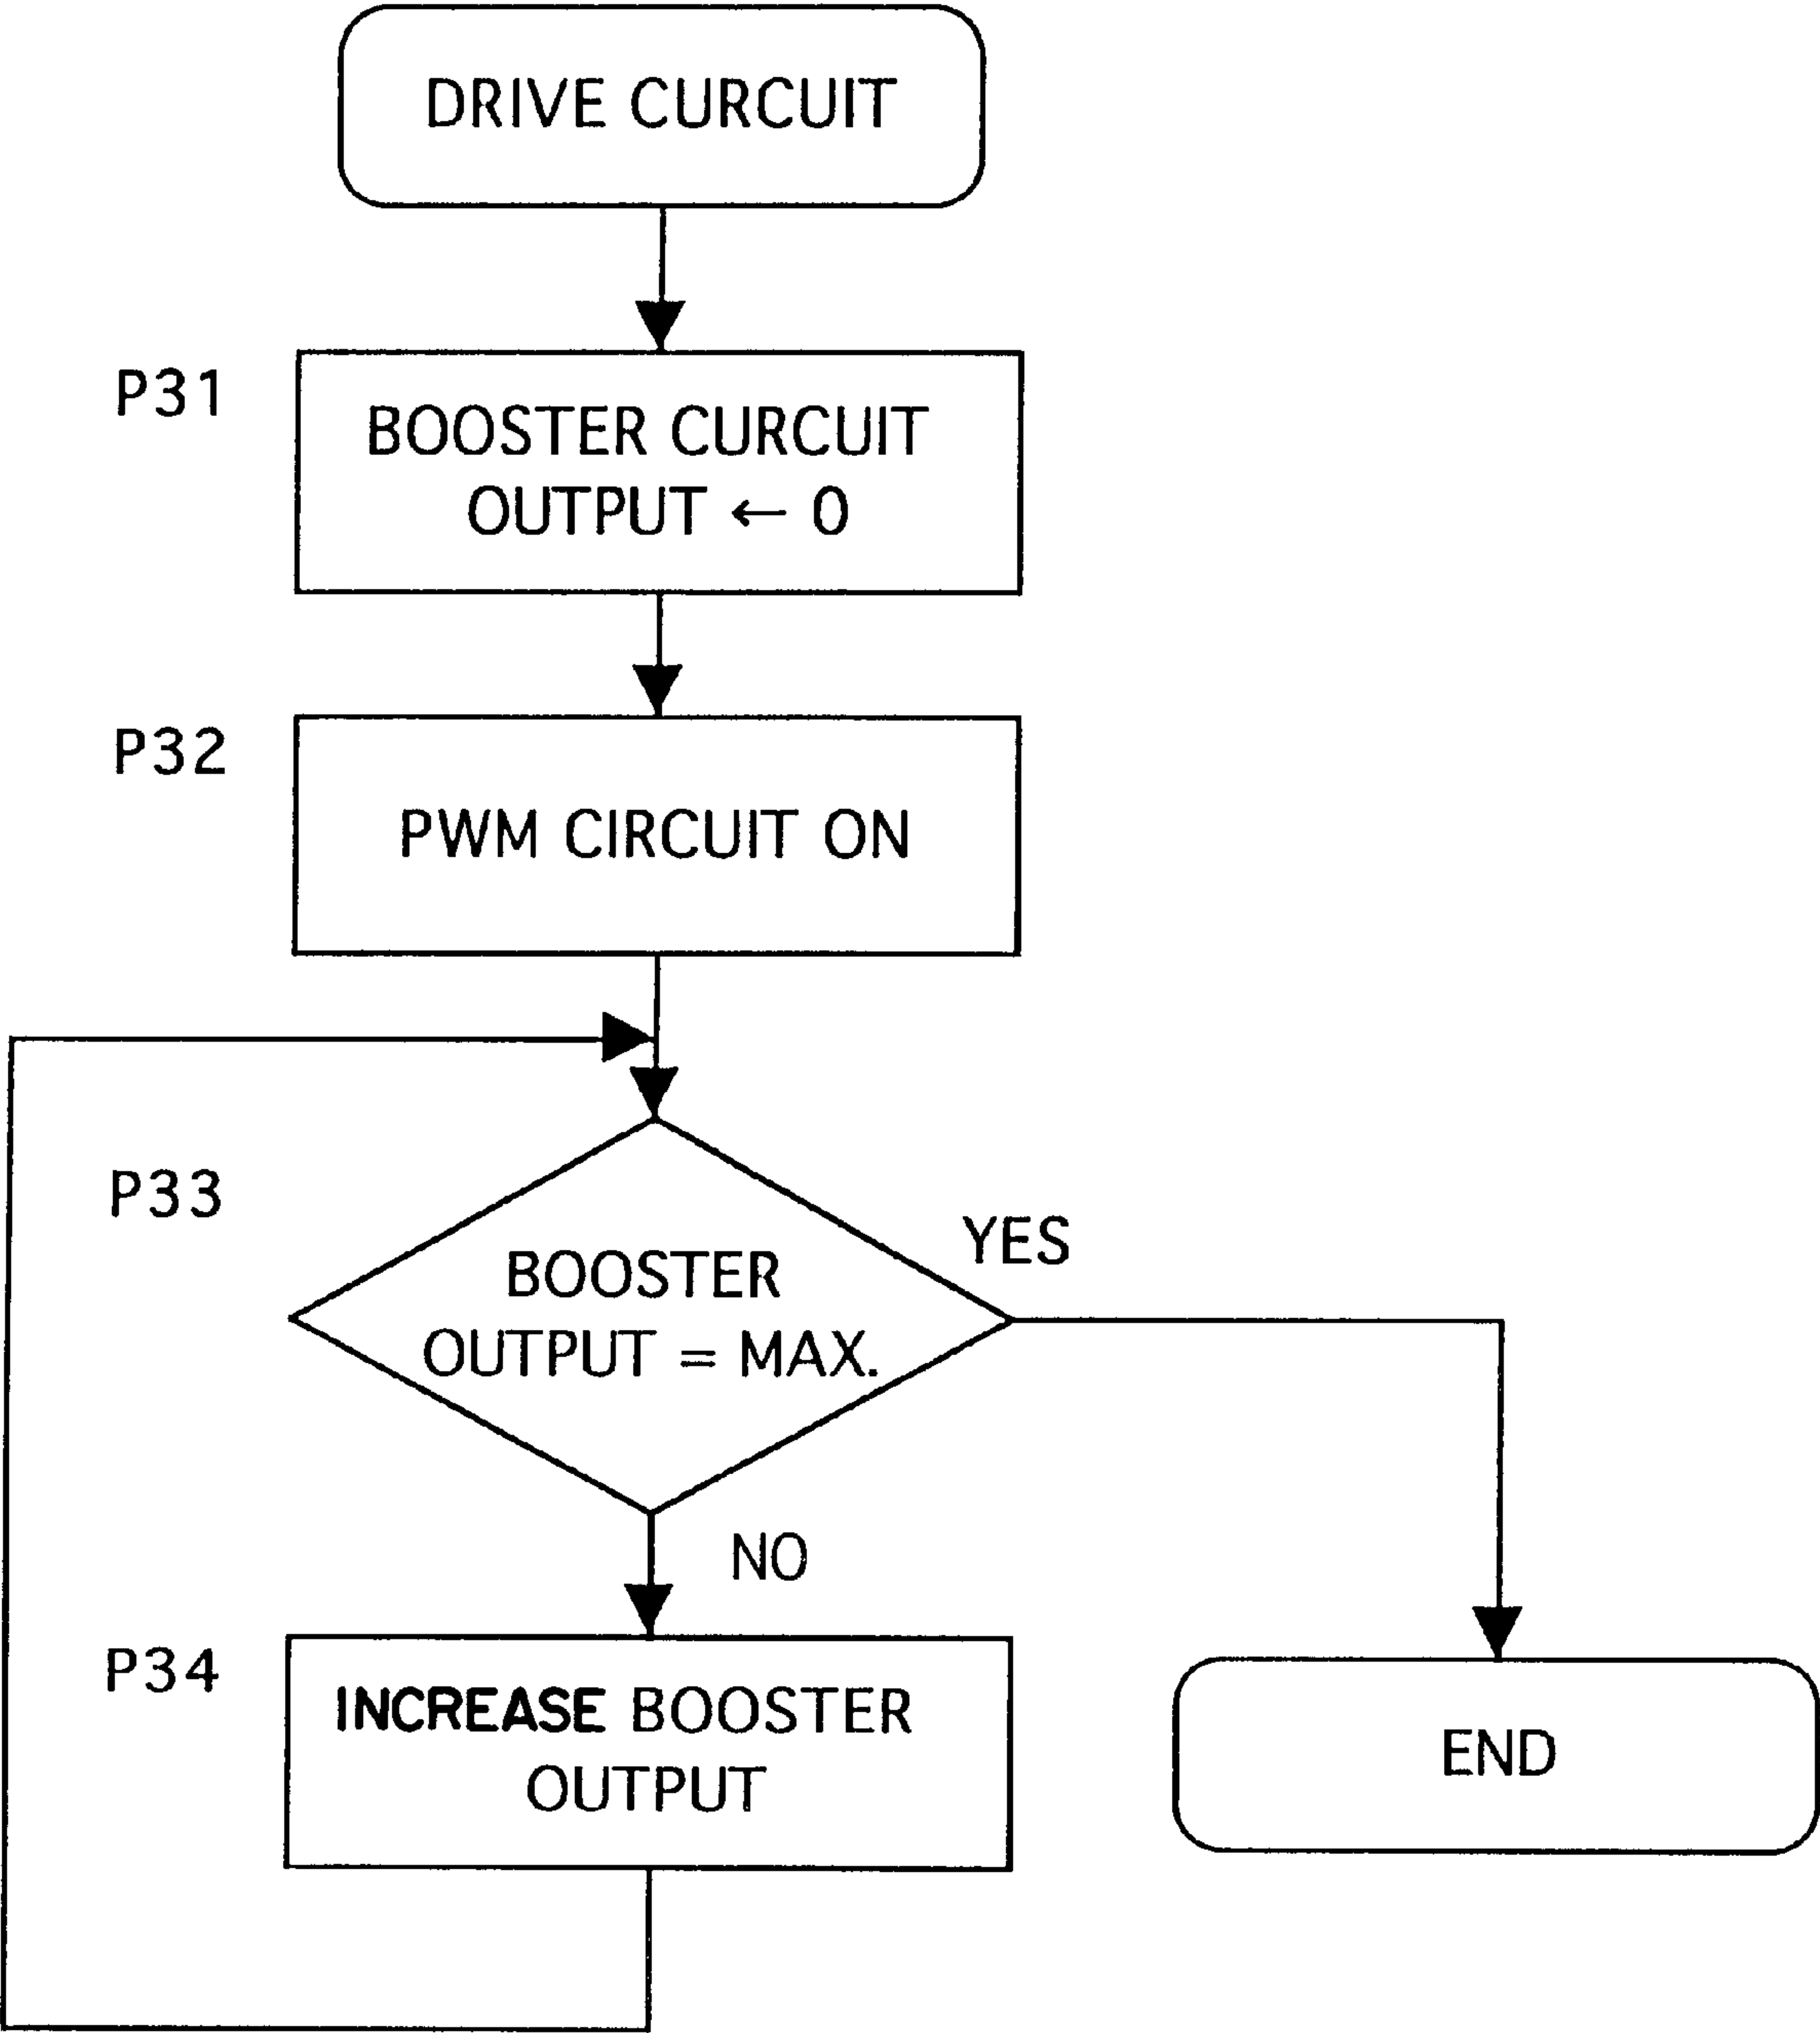 DRIVE CURCUIT
P31
BOOSTER CURCUIT
OUTPUT ← 0
P32
PWM CIRCUIT ON
P33
BOOSTER
OUTPUT = MAX.
YES
NO
P34
INCREASE BOOSTER
OUTPUT
END